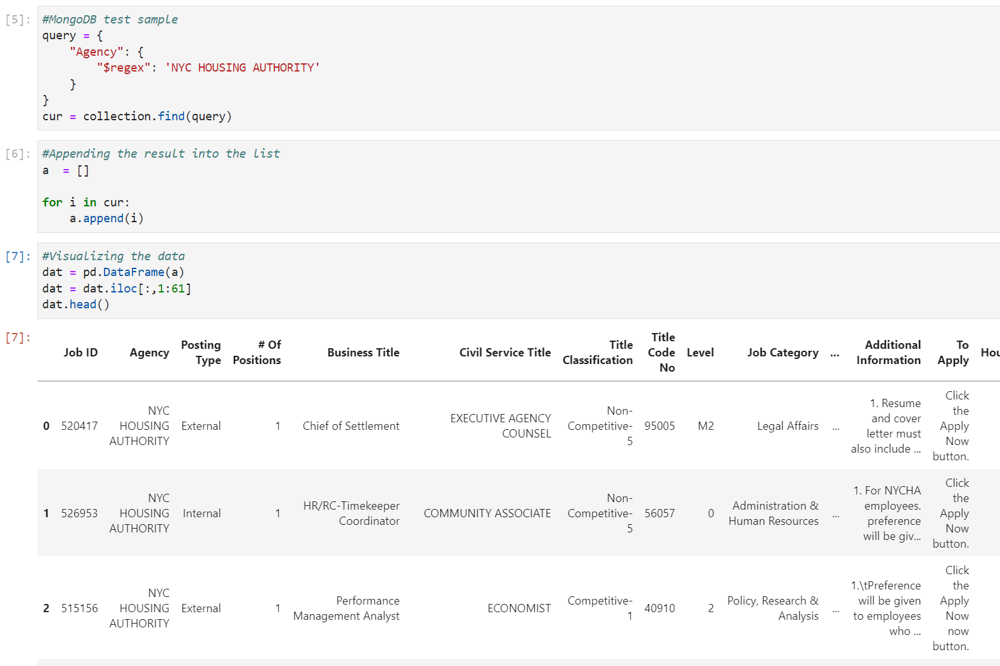 [5]: #MongoDB test sample
query = {
    "Agency": {
        "$regex": 'NYC HOUSING AUTHORITY'
    }
}
cur = collection.find(query)
[6]: #Appending the result into the list
a  = []
for i in cur:
    a.append(i)
[7]: #Visualizing the data
dat = pd.DataFrame(a)
dat = dat.iloc[:,1:61]
dat.head()
[7]:
Job ID Agency Posting Type # Of Positions Business Title Civil Service Title Title Classification Title Code No Level Job Category ... Additional Information To Apply Hou
0 520417 NYC HOUSING AUTHORITY External 1 Chief of Settlement EXECUTIVE AGENCY COUNSEL Non-Competitive-5 95005 M2 Legal Affairs ... 1. Resume and cover letter must also include ... Click the Apply Now button.
1 526953 NYC HOUSING AUTHORITY Internal 1 HR/RC-Timekeeper Coordinator COMMUNITY ASSOCIATE Non-Competitive-5 56057 0 Administration & Human Resources ... 1. For NYCHA employees. preference will be giv... Click the Apply Now button.
2 515156 NYC HOUSING AUTHORITY External 1 Performance Management Analyst ECONOMIST Competitive-1 40910 2 Policy, Research & Analysis ... 1.\tPreference will be given to employees who ... Click the Apply Now now button.